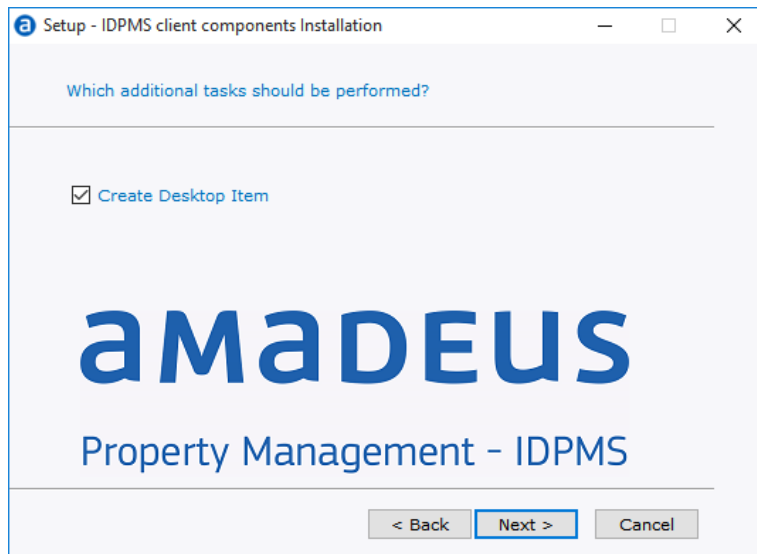 Setup - IDPMS client components Installation
Which additional tasks should be performed?
Create Desktop Item
amadeus
Property Management - IDPMS
< Back Next > Cancel